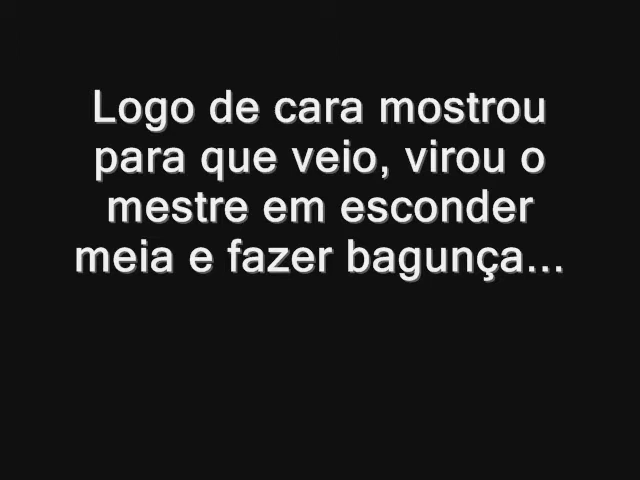 Logo de cara mostrou
para que veio, virou o
mestre em esconder
meia e fazer bagunça...